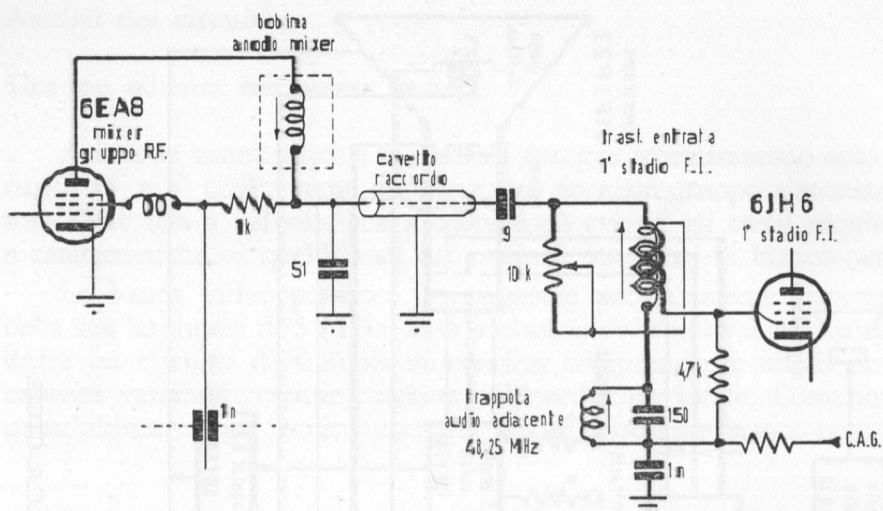 bobina
anodo mixer
6EA8
mixer
gruppo RF.
1k
51
cavetto
raccordo
9
10k
trasf. entrata
1° stadio F.I.
6JH6
1° stadio F.I.
47k
1n
trappola
audio adiacente
40,25 MHz
150
1n
C.A.G.